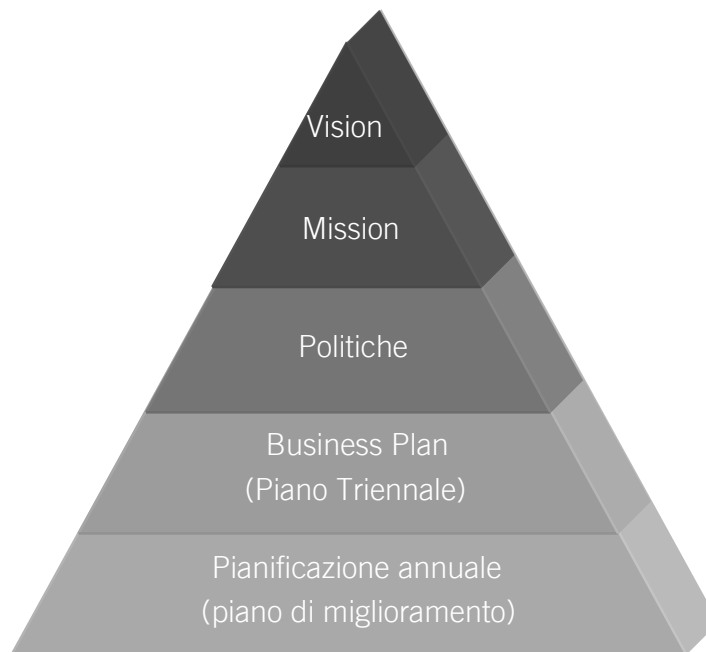 Vision
Mission
Politiche
Business Plan
(Piano Triennale)
Pianificazione annuale
(piano di miglioramento)